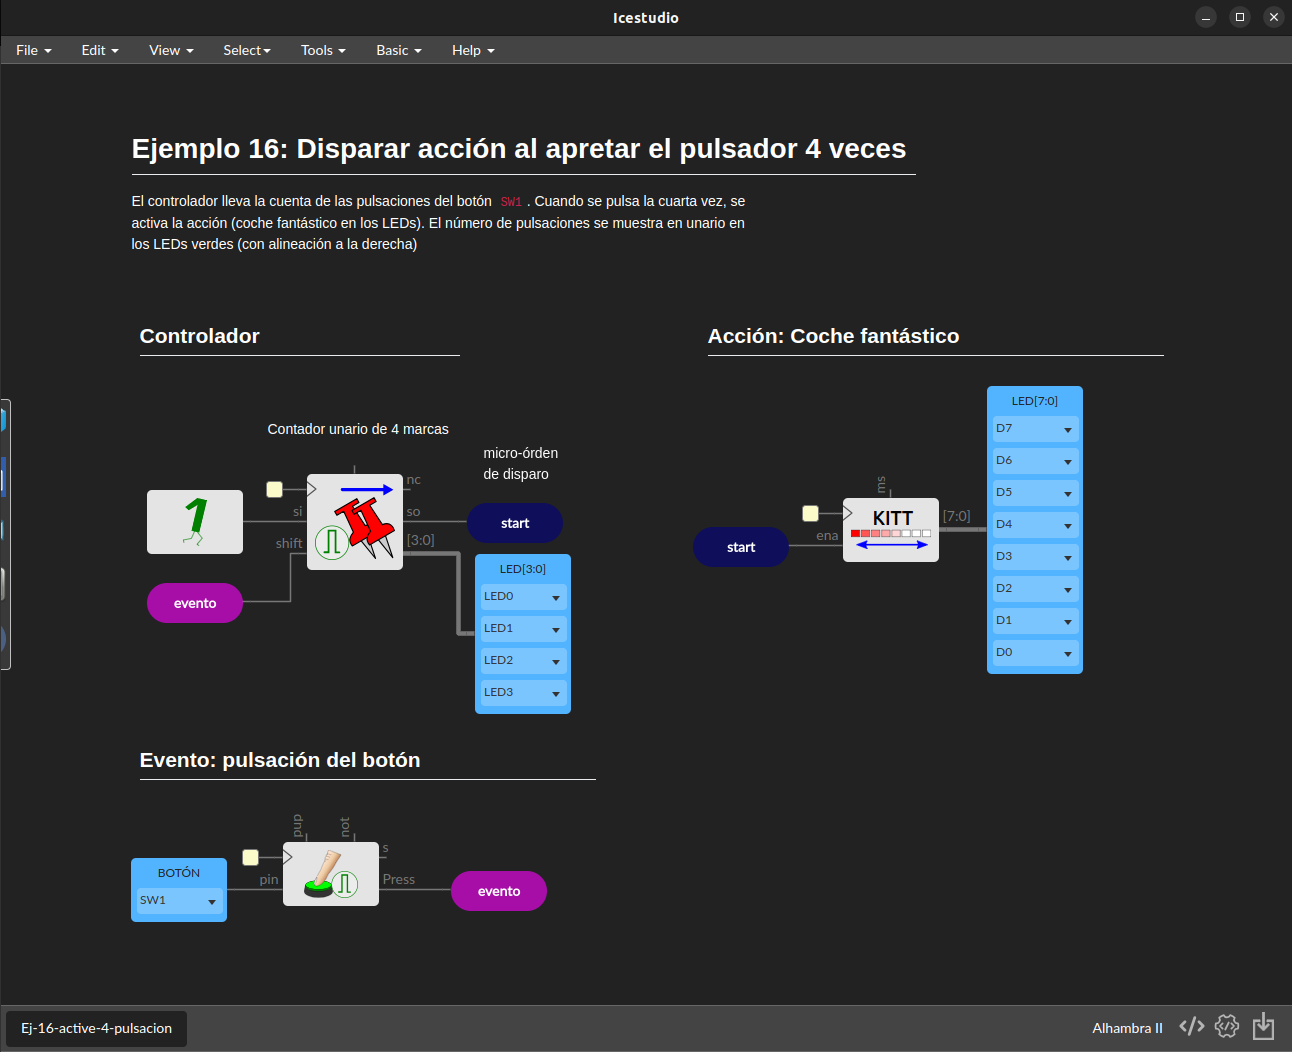 Icestudio
File Edit View Select Tools Basic Help
Ejemplo 16: Disparar acción al apretar el pulsador 4 veces
El controlador lleva la cuenta de las pulsaciones del botón SW1 . Cuando se pulsa la cuarta vez, se
activa la acción (coche fantástico en los LEDs). El número de pulsaciones se muestra en unario en
los LEDs verdes (con alineación a la derecha)
Controlador
Contador unario de 4 marcas
micro-órden
de disparo
1
si
shift
nc
so
[3:0]
start
evento
LED[3:0]
LED0
LED1
LED2
LED3
Acción: Coche fantástico
start
ena
ms
KITT
[7:0]
LED[7:0]
D7
D6
D5
D4
D3
D2
D1
D0
Evento: pulsación del botón
BOTÓN
SW1
pin
pup
not
s
Press
evento
Ej-16-active-4-pulsacion
Alhambra II